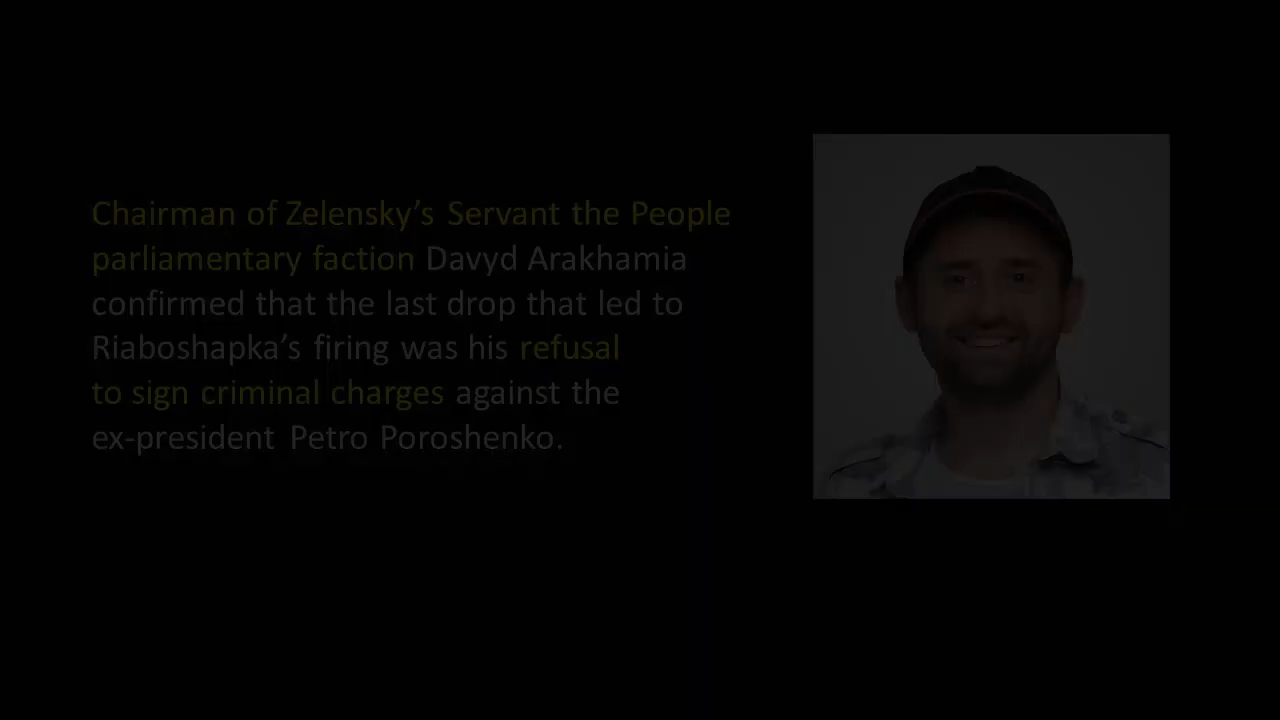 Chairman of Zelensky’s Servant the People
parliamentary faction Davyd Arakhamia
confirmed that the last drop that led to
Riaboshapka’s firing was his refusal
to sign criminal charges against the
ex-president Petro Poroshenko.